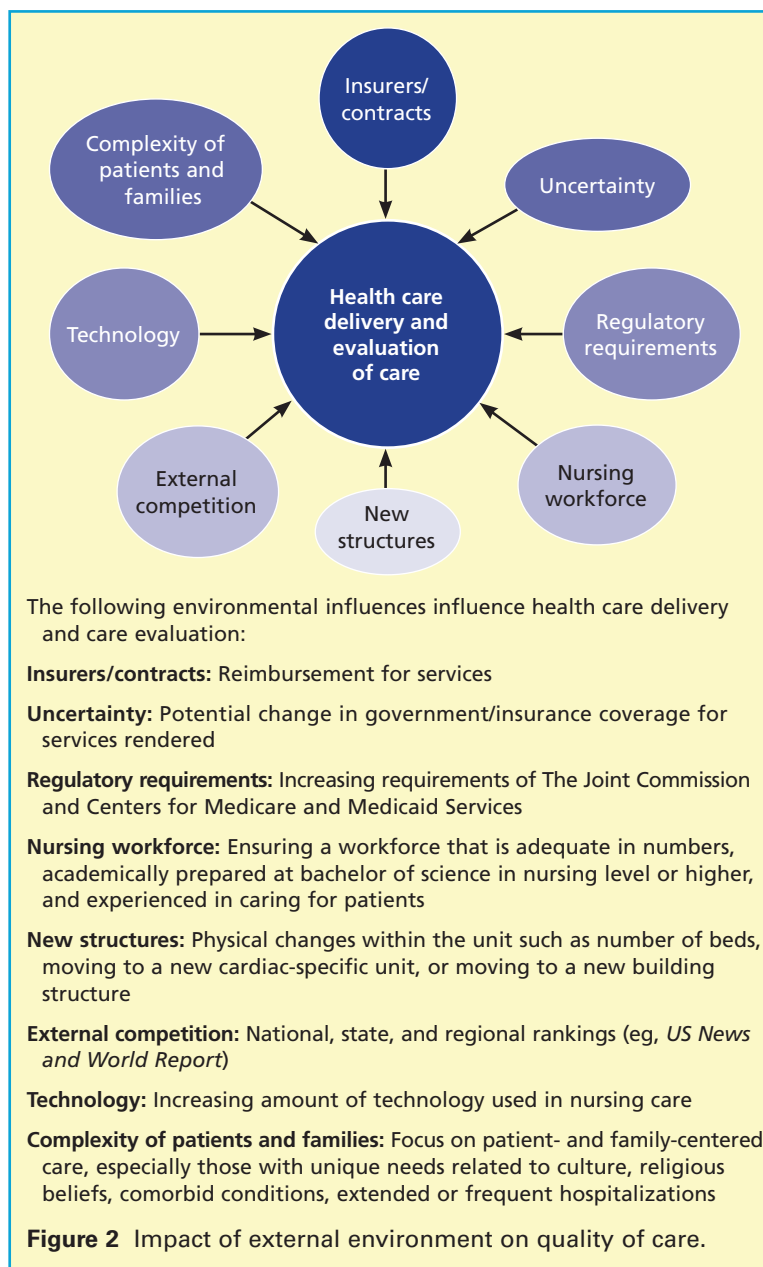 Insurers/
contracts
Complexity of
patients and
families
Uncertainty
Health care
delivery and
evaluation
of care
Technology
Regulatory
requirements
External
competition
New
structures
Nursing
workforce
The following environmental influences influence health care delivery
and care evaluation:
Insurers/contracts: Reimbursement for services
Uncertainty: Potential change in government/insurance coverage for
services rendered
Regulatory requirements: Increasing requirements of The Joint Commission
and Centers for Medicare and Medicaid Services
Nursing workforce: Ensuring a workforce that is adequate in numbers,
academically prepared at bachelor of science in nursing level or higher,
and experienced in caring for patients
New structures: Physical changes within the unit such as number of beds,
moving to a new cardiac-specific unit, or moving to a new building
structure
External competition: National, state, and regional rankings (eg, US News
and World Report)
Technology: Increasing amount of technology used in nursing care
Complexity of patients and families: Focus on patient- and family-centered
care, especially those with unique needs related to culture, religious
beliefs, comorbid conditions, extended or frequent hospitalizations
Figure 2 Impact of external environment on quality of care.